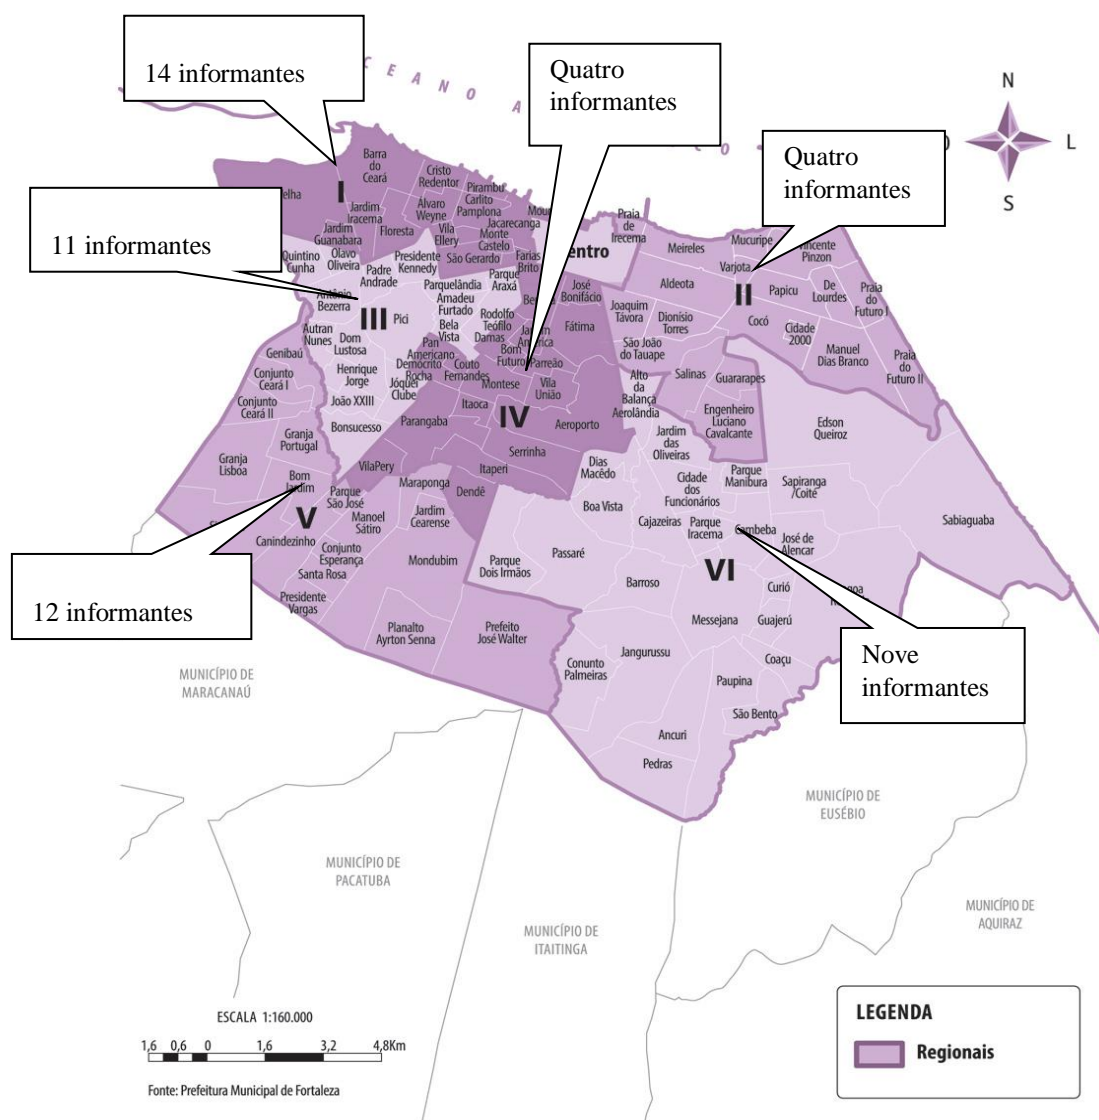 14 informantes
Quatro
informantes
Quatro
informantes
11 informantes
12 informantes
Nove
informantes
CEANO A
CO
N
L
S
I
Barra
do
Ceará
Cristo
Redentor
Pirambu
Carlito
Pamplona
Jardim
Iracema
Alvaro
Weyne
Jacarecanga
Floresta
Vila
Ellery
Monte
Castelo
São Gerardo
Farias
Brito
Praia
de
Irecema
Jardim
Guanabara
Olavo
Oliveira
Quintino
Cunha
Padre
Andrade
Presidente
Kennedy
Parque
Araxá
Parquelândia
Amadeu
Furtado
Antônio
Bezerra
III
Pici
Bela
Vista
Rodolfo
Teófilo
Damas
Autran
Nunes
Dom
Lustosa
Henrique
Jorge
João XXIII
Jóquei
Clube
Bonsucesso
Meireles
Mucuripe
Vicente
Pinzon
Varjota
II
Aldeota
Papicu
De
Lourdes
Praia
do
Futuro I
Joaquim
Távora
Dionísio
Torres
Cocó
Cidade
2000
São João
do Tauape
Manuel
Dias Branco
Praia
do
Futuro II
Salinas
Guararapes
Engenheiro
Luciano
Cavalcante
José
Bonifácio
Fátima
Jardim
América
Bom
Futuro
Parreão
Pan
Americano
Demócrito
Rocha
Couto
Fernandes
Montese
Vila
União
Itaoca
IV
Aeroporto
Parangaba
Serrinha
Itaperi
VilaPery
Dendê
Genibaú
Conjunto
Ceará I
Conjunto
Ceará II
Granja
Portugal
Granja
Lisboa
Bom
Jardim
V
Parque
São José
Maraponga
Manoel
Sátiro
Jardim
Cearense
Canindezinho
Conjunto
Esperança
Mondubim
Santa Rosa
Presidente
Vargas
Planalto
Ayrton Senna
Prefeito
José Walter
Alto
da
Balança
Aerolândia
Jardim
das
Oliveiras
Edson
Queiroz
Dias
Macêdo
Cidade
dos
Funcionários
Parque
Manibura
Sapiranga
/Coité
Boa Vista
Cajazeiras
Parque
Iracema
Cambeba
José de
Alencar
Sabiaguaba
Parque
Dois Irmãos
Passaré
VI
Barroso
Curió
Messejana
Guajerú
Jangurussu
Coaçu
Conunto
Palmeiras
Paupina
São Bento
Ancuri
Pedras
MUNICÍPIO DE
MARACANAÚ
MUNICÍPIO DE
EUSÉBIO
MUNICÍPIO DE
PACATUBA
MUNICÍPIO DE
ITAITINGA
MUNICÍPIO DE
AQUIRAZ
ESCALA 1:160.000
1,6 0,6 0 1,6 3,2 4,8Km
Fonte: Prefeitura Municipal de Fortaleza
LEGENDA
Regionais